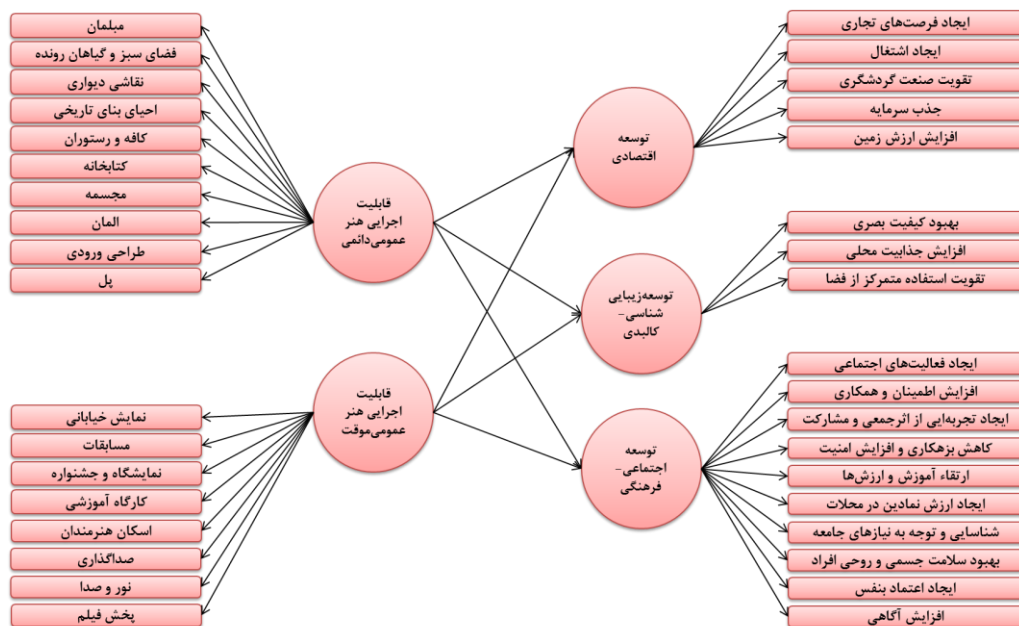 مبلمان
فضای سبز و گیاهان رونده
نقاشی دیواری
احیای بنای تاریخی
کافه و رستوران
کتابخانه
مجسمه
المان
طراحی ورودی
پل
نمایش خیابانی
مسابقات
نمایشگاه و جشنواره
کارگاه آموزشی
اسکان هنرمندان
صداگذاری
نور و صدا
پخش فیلم
قابلیت
اجرایی هنر
عمومی‌دائمی
قابلیت
اجرایی هنر
عمومی‌موقت
توسعه
اقتصادی
توسعه‌زیبایی
شناسی-
کالبدی
توسعه
اجتماعی-
فرهنگی
ایجاد فرصت‌های تجاری
ایجاد اشتغال
تقویت صنعت گردشگری
جذب سرمایه
افزایش ارزش زمین
بهبود کیفیت بصری
افزایش جذابیت محلی
تقویت استفاده متمرکز از فضا
ایجاد فعالیت‌های اجتماعی
افزایش اطمینان و همکاری
ایجاد تجربه‌ایی از اثرجمعی و مشارکت
کاهش بزهکاری و افزایش امنیت
ارتقاء آموزش و ارزش‌ها
ایجاد ارزش نمادین در محلات
شناسایی و توجه به نیازهای جامعه
بهبود سلامت جسمی و روحی افراد
ایجاد اعتماد بنفس
افزایش آگاهی